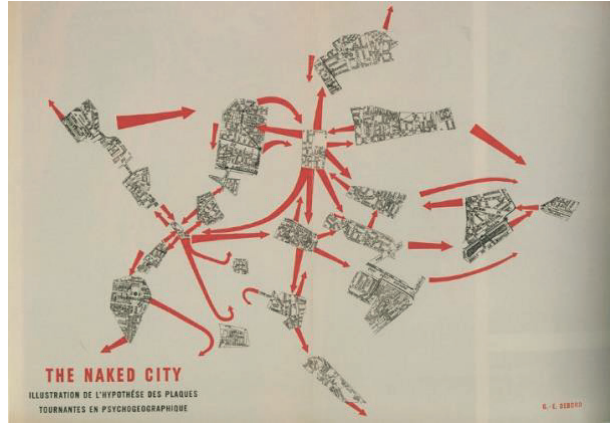 THE NAKED CITY
ILLUSTRATION DE L'HYPOTHÈSE DES PLAQUES
TOURNANTES EN PSYCHOGEOGRAPHIQUE
G.-E. DEBORD